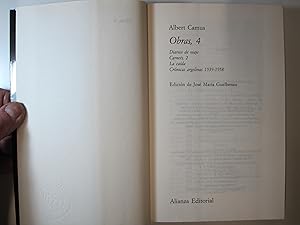 Albert Camus
Obras, 4
Diarios de viaje
Carnets, 2
La caída
Crónicas argelinas 1939-1958
Edición de José María Guelbenzu
Alianza Editorial